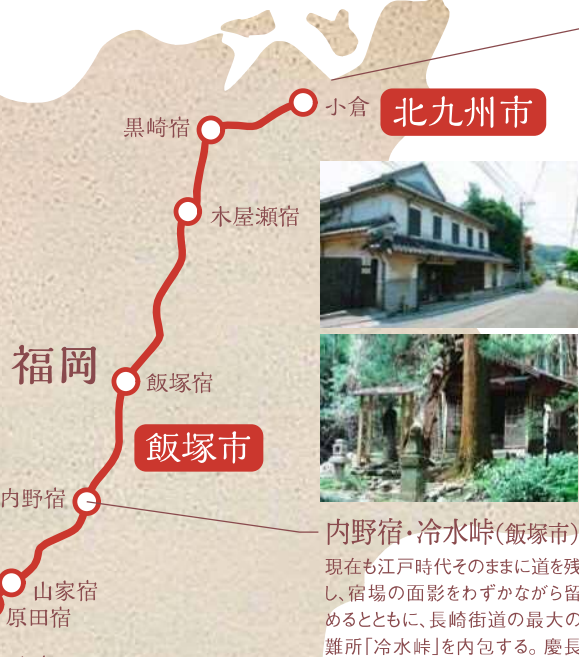 小倉
北九州市
黒崎宿
木屋瀬宿
福岡
飯塚宿
飯塚市
内野宿
山家宿
原田宿
内野宿・冷水峠(飯塚市)
現在も江戸時代そのままに道を残
し、宿場の面影をわずかながら留
めるとともに、長崎街道の最大の
難所「冷水峠」を内包する。慶長